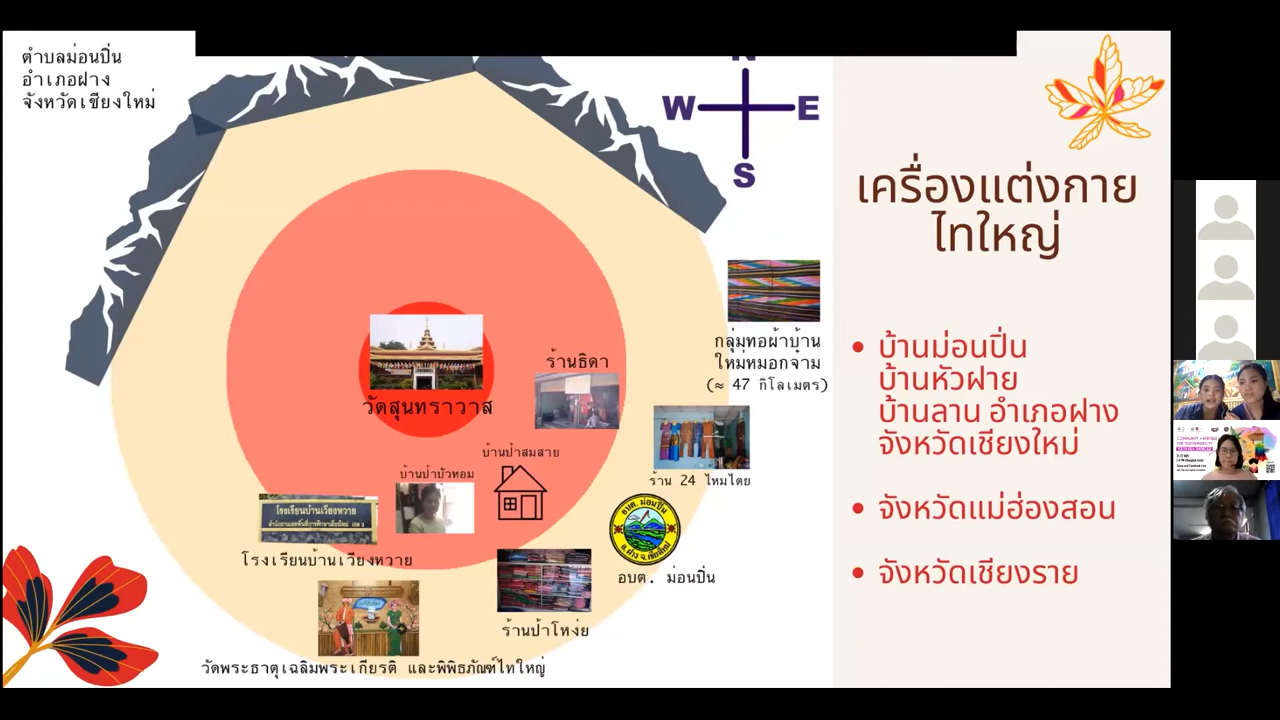 ตำบลม่อนปิ่น
อำเภอฝาง
จังหวัดเชียงใหม่
N
W
E
S
เครื่องแต่งกาย
ไทใหญ่
กลุ่มทอผ้าบ้าน
ใหม่หมอกจ๋าม
(≈ 47 กิโลเมตร)
ร้านธิดา
วัดสุนทราวาส
บ้านป้าสมสาย
บ้านป้าบัวทอม
ร้าน 24 ไหมไตย
โรงเรียนบ้านเวียงหวาย
โรงเรียนบ้านเวียงหวาย
อบต. ม่อนปิ่น
อบต. ม่อนปิ่น
ร้านป้าโหง่ย
วัดพระธาตุเฉลิมพระเกียรติ และพิพิธภัณฑ์ไทใหญ่
• บ้านม่อนปิ่น
บ้านหัวฝาย
บ้านลาน อำเภอฝาง
จังหวัดเชียงใหม่
• จังหวัดแม่ฮ่องสอน
• จังหวัดเชียงราย
COMMUNITY HERITAGE
FOR SUSTAINABILITY